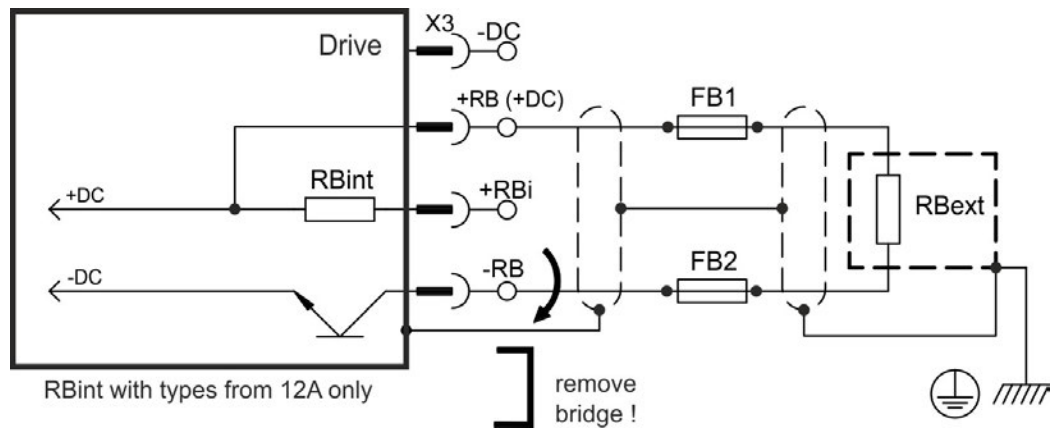 Drive
X3
-DC
+RB (+DC)
FB1
+DC
RBint
+RBi
RBext
-DC
-RB
FB2
RBint with types from 12A only
remove
bridge !